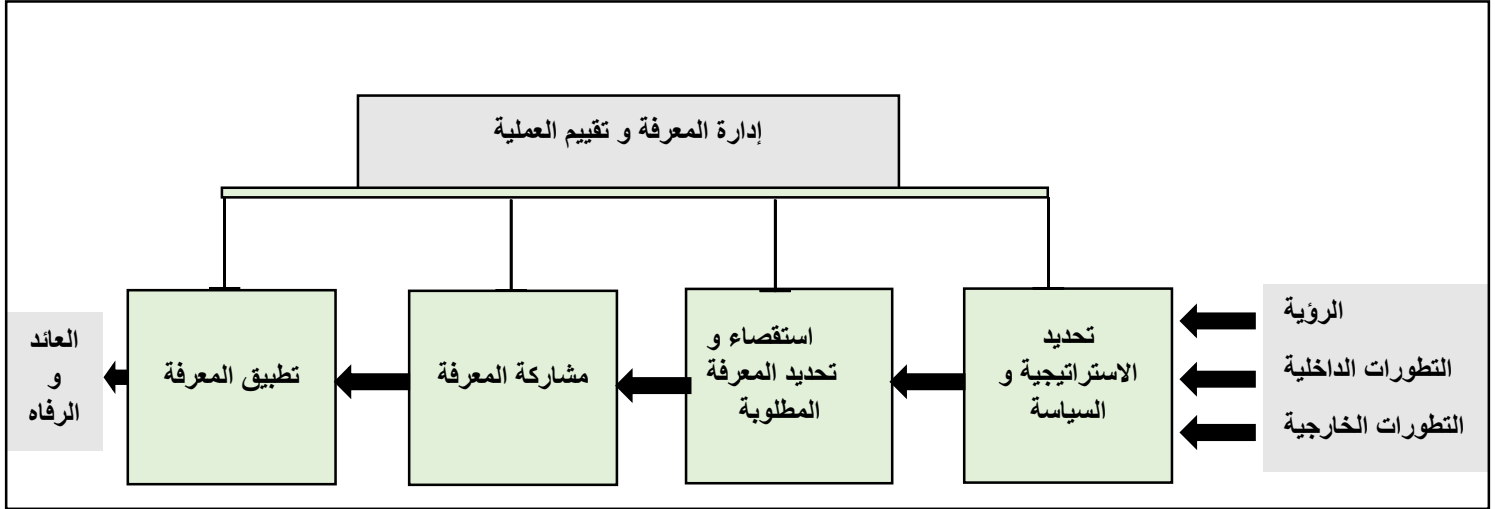 إدارة المعرفة و تقييم العملية
الرؤية
التطورات الداخلية
التطورات الخارجية
تحديد
الاستراتيجية و
السياسة
استقصاء و
تحديد المعرفة
المطلوبة
مشاركة المعرفة
تطبيق المعرفة
العائد
و
الرفاه